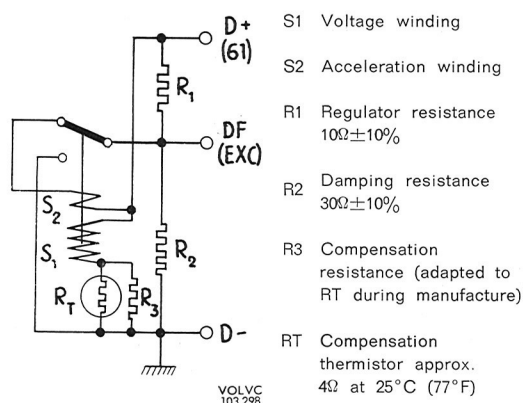 D+
(61)
R1
DF
(EXC)
S2
S1
R2
RT
R3
D-
VOLVC
103 298
S1 Voltage winding
S2 Acceleration winding
R1 Regulator resistance
10Ω±10%
R2 Damping resistance
30Ω±10%
R3 Compensation
resistance (adapted to
RT during manufacture)
RT Compensation
thermistor approx.
4Ω at 25°C (77°F)